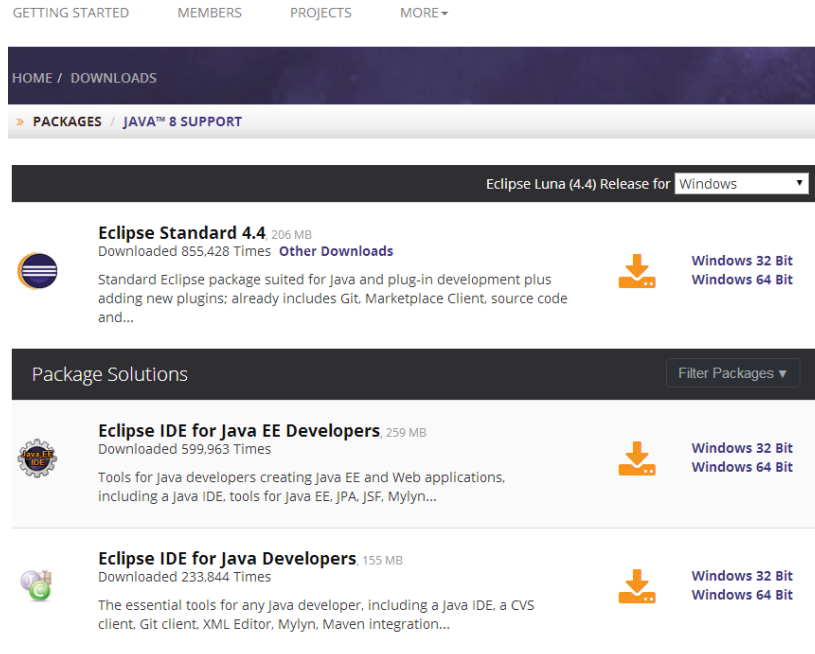 GETTING STARTED MEMBERS PROJECTS MORE
HOME / DOWNLOADS
» PACKAGES / JAVA™ 8 SUPPORT
Eclipse Luna (4.4) Release for Windows
Eclipse Standard 4.4, 206 MB
Downloaded 855,428 Times Other Downloads
Standard Eclipse package suited for Java and plug-in development plus
adding new plugins; already includes Git, Marketplace Client, source code
and...
Windows 32 Bit
Windows 64 Bit
Package Solutions
Filter Packages ▼
Java EE
IDE
Eclipse IDE for Java EE Developers, 259 MB
Downloaded 599,963 Times
Tools for Java developers creating Java EE and Web applications,
including a Java IDE, tools for Java EE, JPA, JSF, Mylyn...
Windows 32 Bit
Windows 64 Bit
Eclipse IDE for Java Developers, 155 MB
Downloaded 233,844 Times
The essential tools for any Java developer, including a Java IDE, a CVS
client, Git client, XML Editor, Mylyn, Maven integration...
Windows 32 Bit
Windows 64 Bit